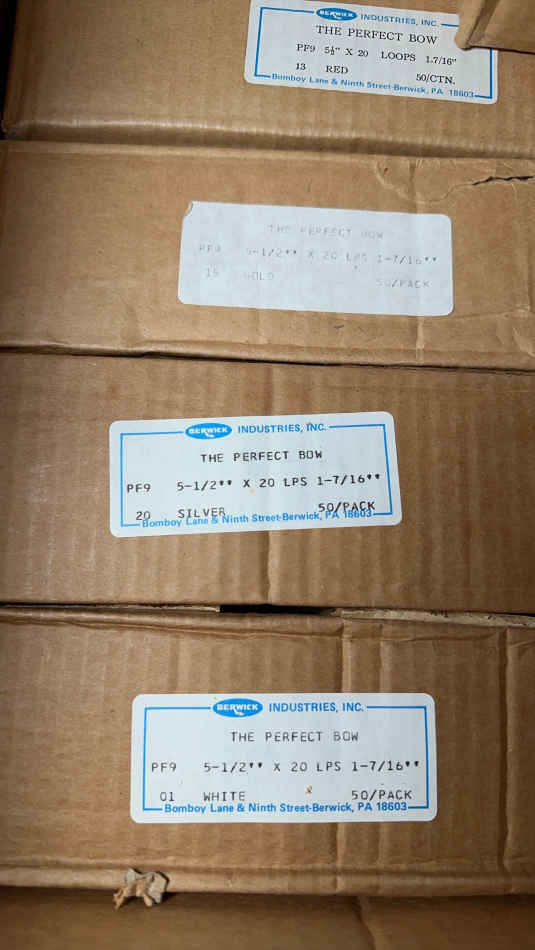 BERWICK INDUSTRIES, INC.
THE PERFECT BOW
PF9 5½" X 20 LOOPS 1.7/16"
13 RED 50/CTN.
Bomboy Lane & Ninth Street-Berwick, PA 18603
THE PERFECT BOW
PF9 5-1/2" X 20 LPS 1-7/16"
15 GOLD 50/PACK
BERWICK INDUSTRIES, INC.
THE PERFECT BOW
PF9 5-1/2" X 20 LPS 1-7/16"
20 SILVER 50/PACK
Bomboy Lane & Ninth Street-Berwick, PA 18603
BERWICK INDUSTRIES, INC.
THE PERFECT BOW
PF9 5-1/2" X 20 LPS 1-7/16"
01 WHITE 50/PACK
Bomboy Lane & Ninth Street-Berwick, PA 18603